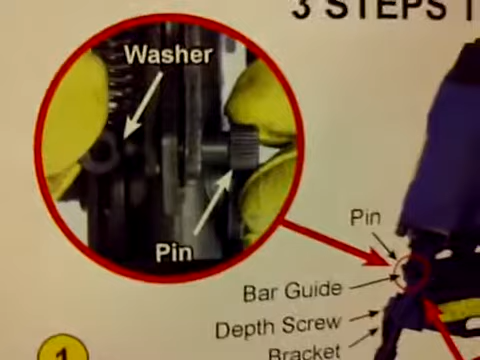 3 STEPS
Washer
Pin
Pin
Bar Guide
Depth Screw
Bracket
1